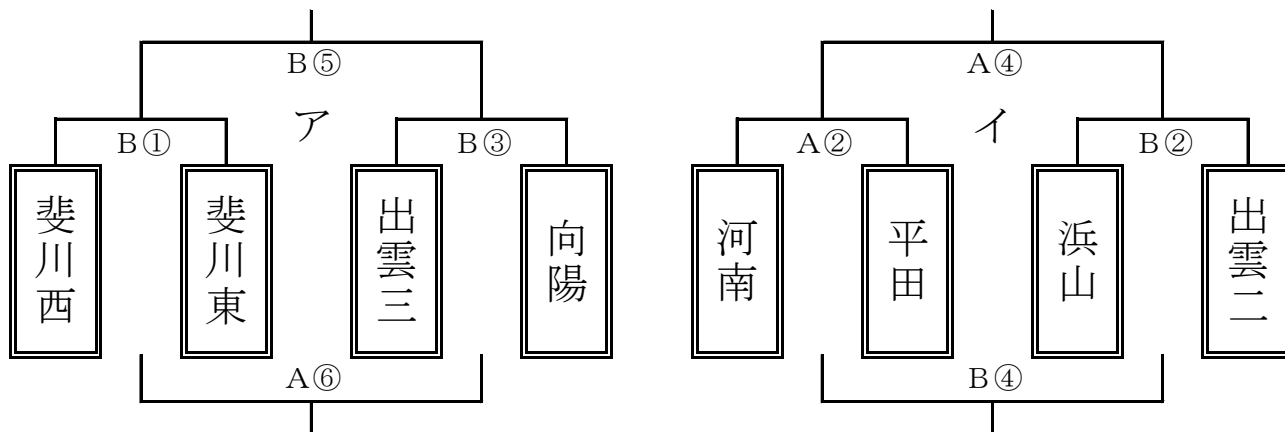 B⑤
A④
ア
イ
B①
B③
A②
B②
斐川西
斐川東
出雲三
向陽
河南
平田
浜山
出雲二
A⑥
B④